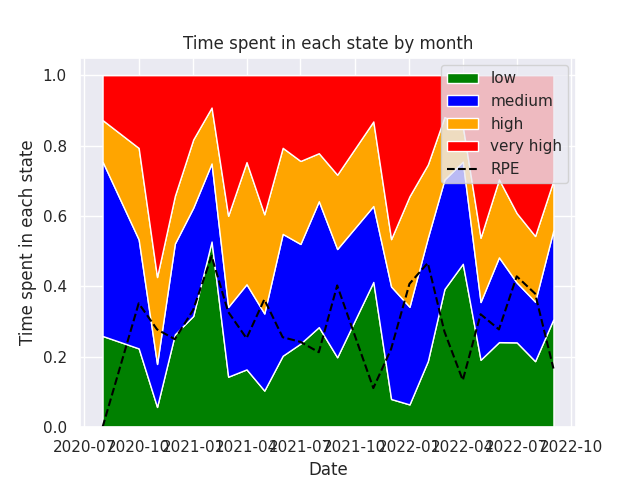 Time spent in each state by month
low
medium
high
very high
RPE
Time spent in each state
1.0
0.8
0.6
0.4
0.2
0.0
2020-07 2020-10 2021-01 2021-04 2021-07 2021-10 2022-01 2022-04 2022-07 2022-10
Date